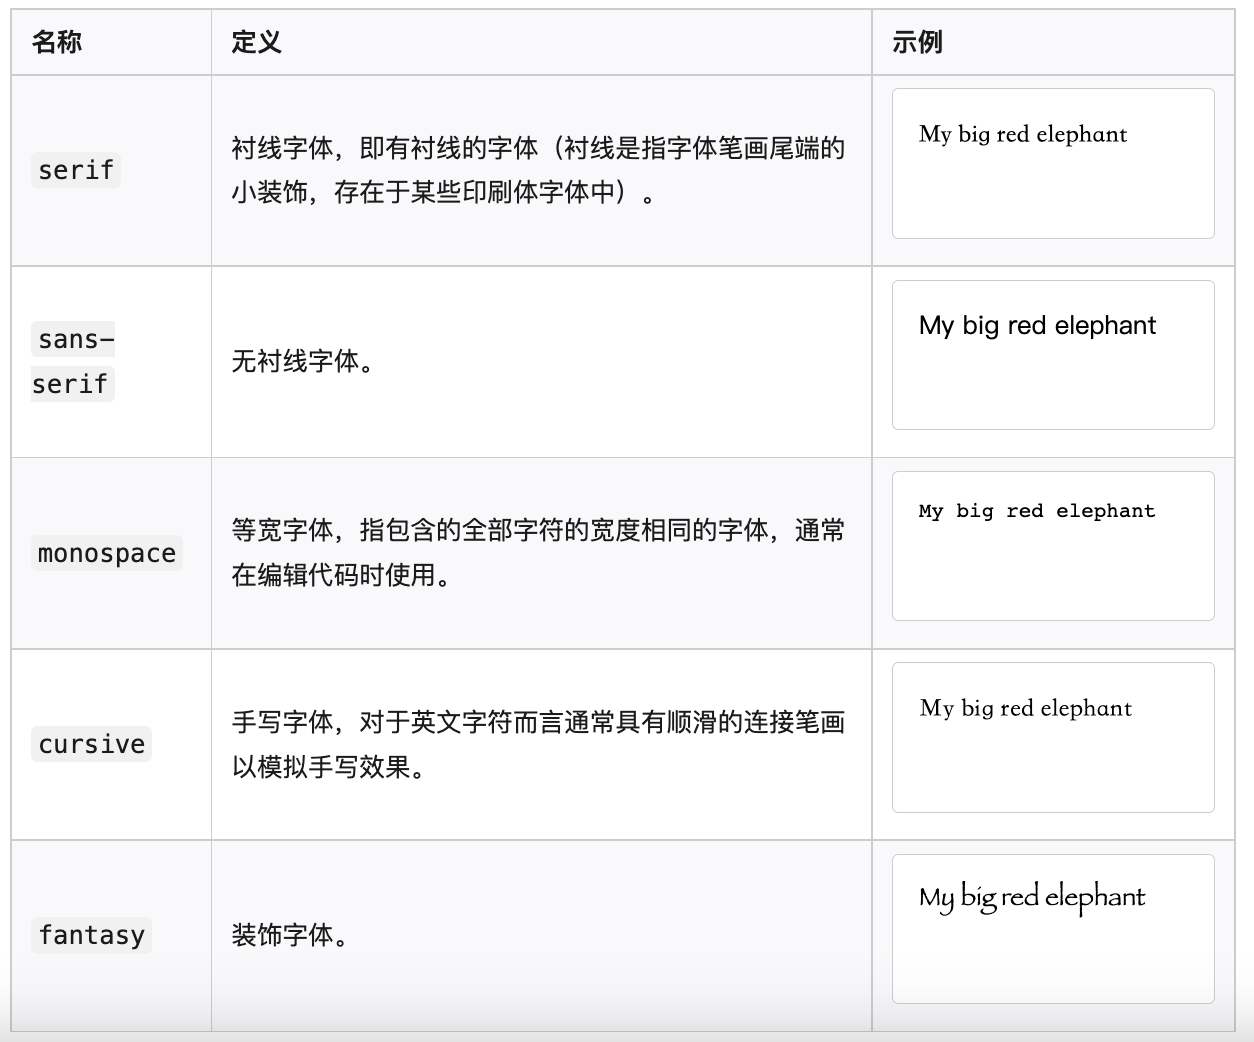 名称 定义 示例
serif
衬线字体，即有衬线的字体（衬线是指字体笔画尾端的
小装饰，存在于某些印刷体字体中）。
My big red elephant
sans-
serif
无衬线字体。
My big red elephant
monospace
等宽字体，指包含的全部字符的宽度相同的字体，通常
在编辑代码时使用。
My big red elephant
cursive
手写字体，对于英文字符而言通常具有顺滑的连接笔画
以模拟手写效果。
My big red elephant
fantasy
装饰字体。
My big red elephant